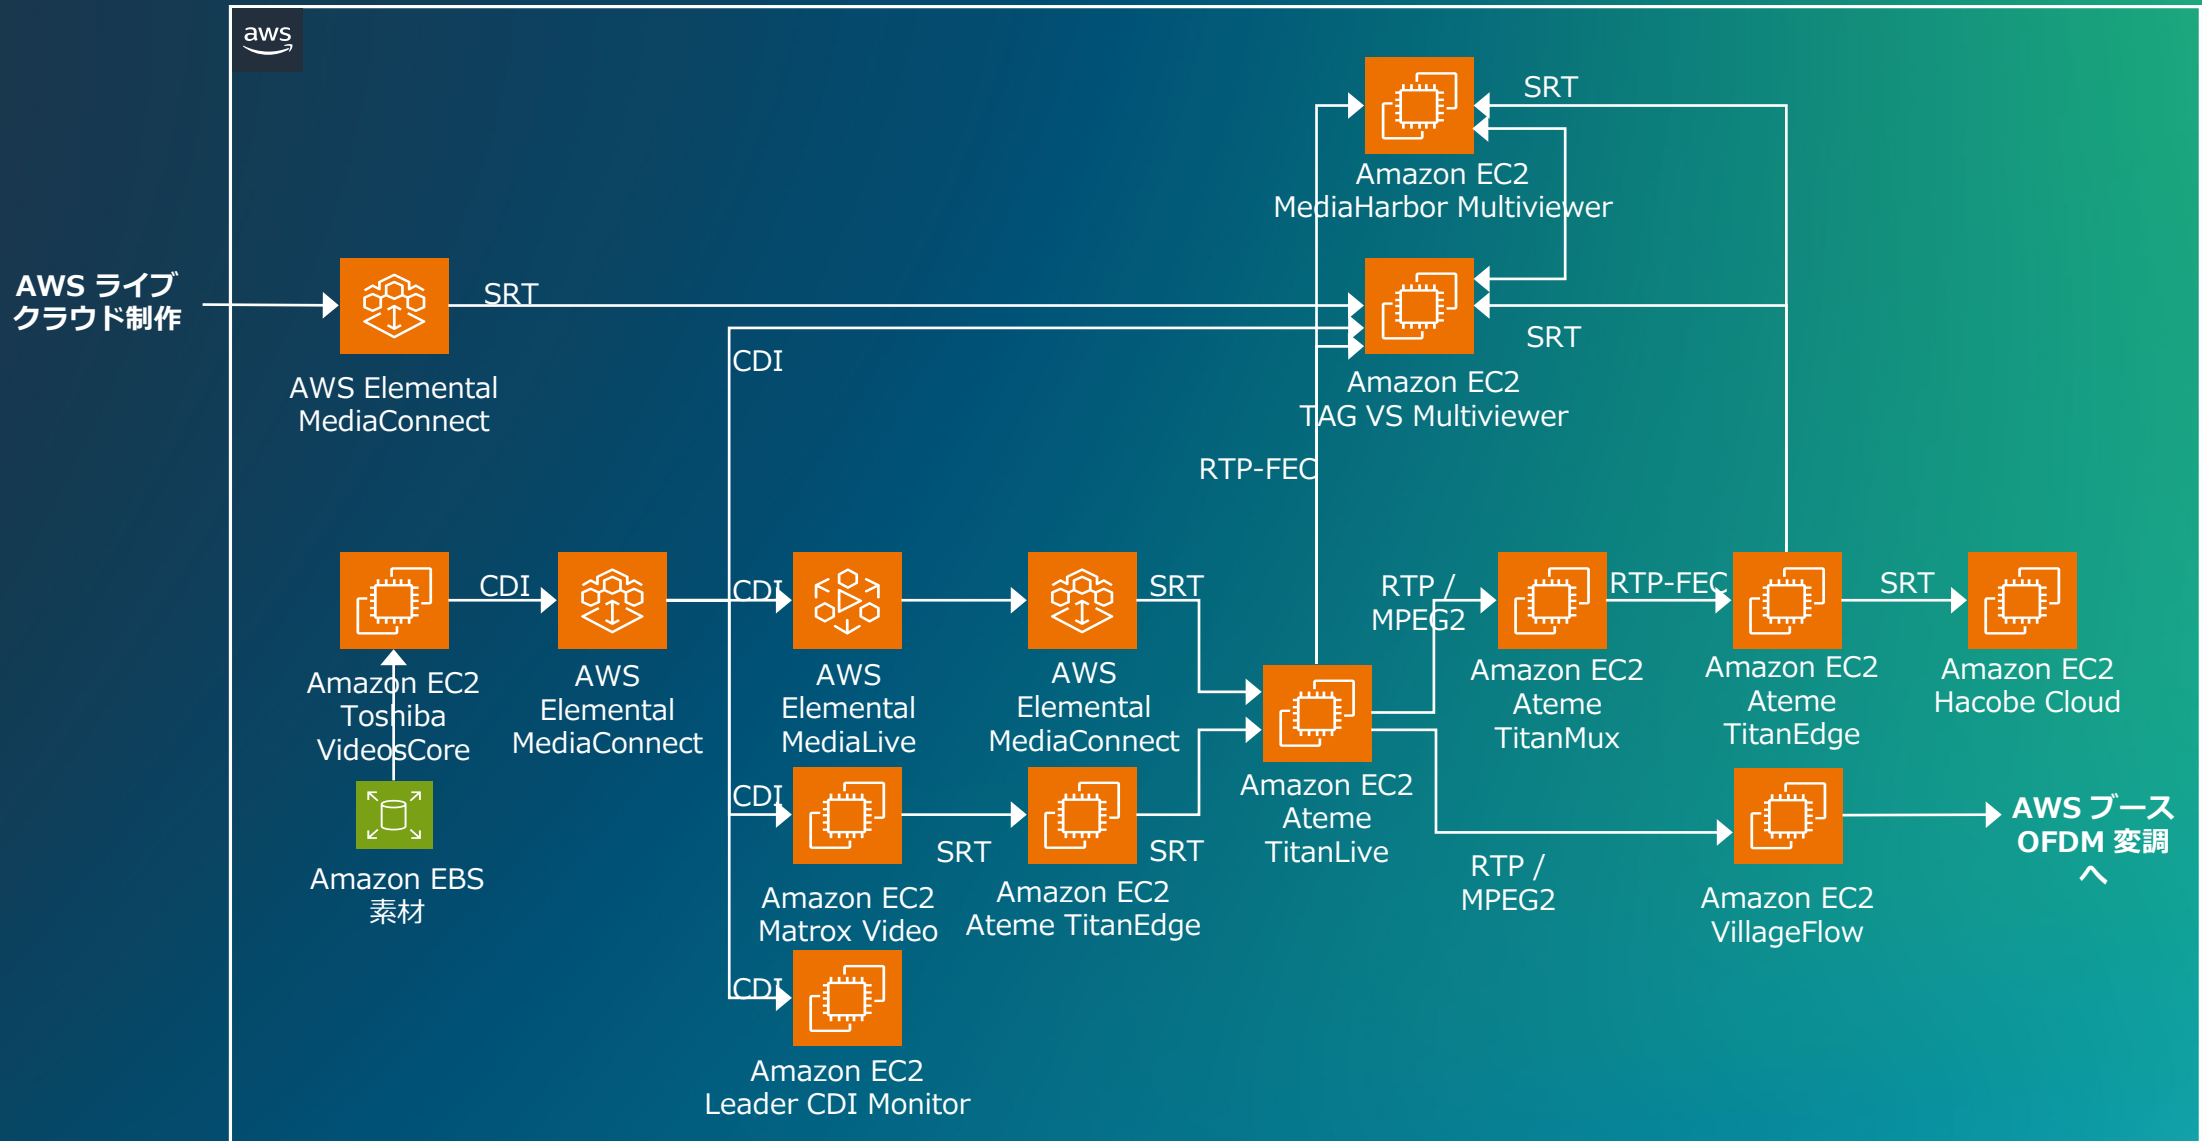 aws
SRT
Amazon EC2
MediaHarbor Multiviewer
AWS ライブ
クラウド制作
SRT
AWS Elemental
MediaConnect
CDI
SRT
Amazon EC2
TAG VS Multiviewer
RTP-FEC
CDI
CDI
SRT
RTP /
MPEG2
RTP-FEC
SRT
Amazon EC2
Toshiba
VideosCore
AWS
Elemental
MediaConnect
AWS
Elemental
MediaLive
AWS
Elemental
MediaConnect
Amazon EC2
Ateme
TitanMux
Amazon EC2
Ateme
TitanEdge
Amazon EC2
Hacobe Cloud
Amazon EC2
Ateme
TitanLive
CDI
SRT
SRT
RTP /
MPEG2
AWS ブース
OFDM 変調
へ
Amazon EBS
素材
Amazon EC2
Matrox Video
Amazon EC2
Ateme TitanEdge
Amazon EC2
VillageFlow
CDI
Amazon EC2
Leader CDI Monitor